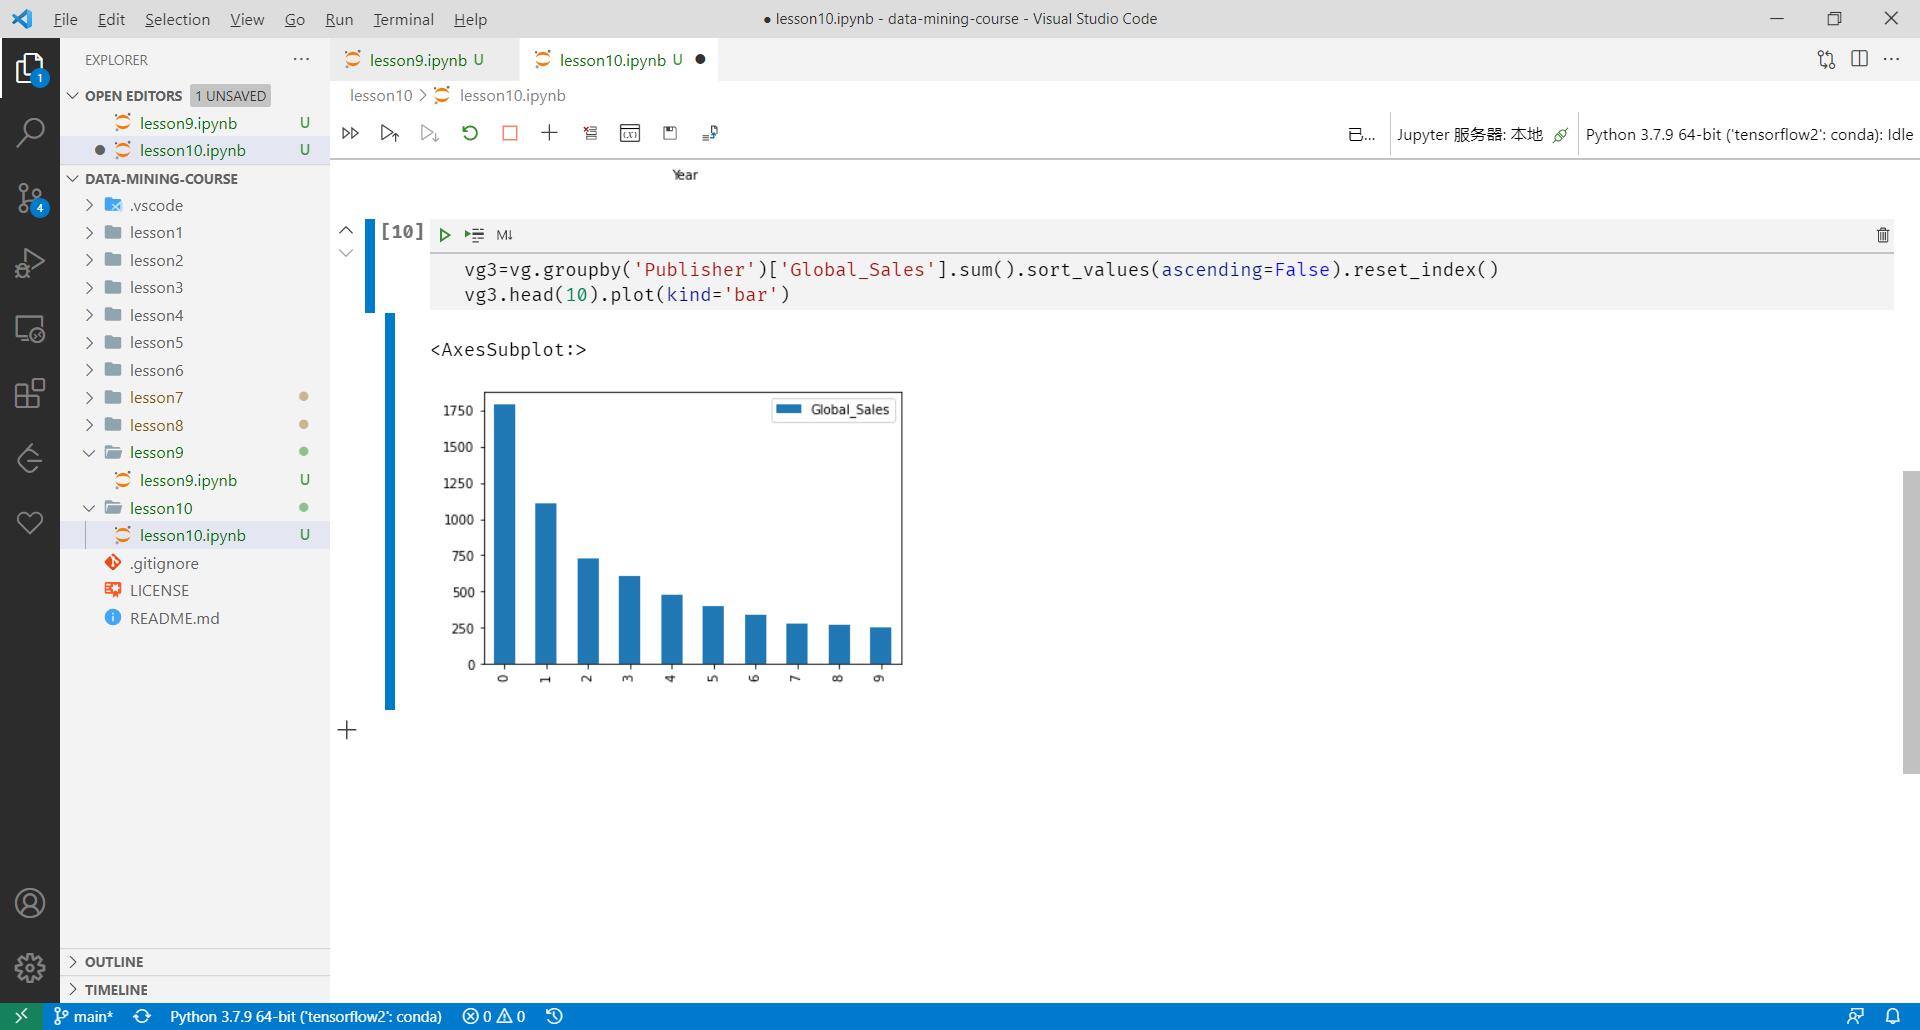 File Edit Selection View Go Run Terminal Help
● lesson10.ipynb - data-mining-course - Visual Studio Code
EXPLORER
OPEN EDITORS 1 UNSAVED
lesson9.ipynb U
lesson10.ipynb U
DATA-MINING-COURSE
.vscode
lesson1
lesson2
lesson3
lesson4
lesson5
lesson6
lesson7
lesson8
lesson9
lesson9.ipynb U
lesson10
lesson10.ipynb U
.gitignore
LICENSE
README.md
OUTLINE
TIMELINE
1
4
lesson9.ipynb U
lesson10.ipynb U
lesson10 > lesson10.ipynb
已... Jupyter 服务器: 本地 Python 3.7.9 64-bit ('tensorflow2': conda): Idle
Year
[10]
M↓
vg3=vg.groupby('Publisher')['Global_Sales'].sum().sort_values(ascending=False).reset_index()
vg3.head(10).plot(kind='bar')
<AxesSubplot:>
Global_Sales
1750
1500
1250
1000
750
500
250
0
0 1 2 3 4 5 6 7 8 9
main* Python 3.7.9 64-bit ('tensorflow2': conda) 0 0